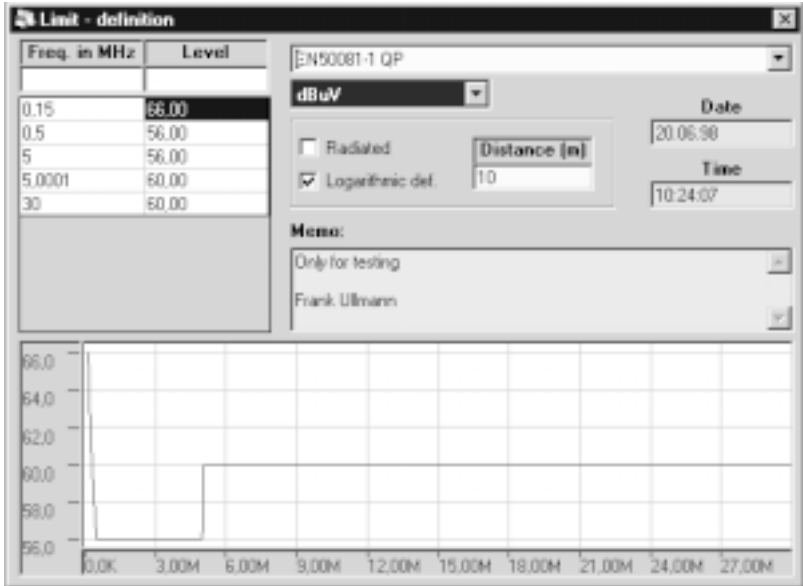 Limit - definition
Freq. in MHz Level
0.15 66,00
0.5 56,00
5 56,00
5,0001 60,00
30 60,00
EN50081-1 QP
dBuV
Radiated
Logarithmic def.
Distance (m)
10
Date
20.06.98
Time
10:24:07
Memo:
Only for testing
Frank Ullmann
66,0
64,0
62,0
60,0
58,0
56,0
0,0K 3,00M 6,00M 9,00M 12,00M 15,00M 18,00M 21,00M 24,00M 27,00M